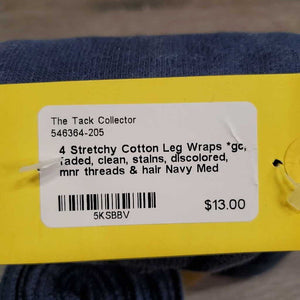 The Tack Collector
546364-205
4 Stretchy Cotton Leg Wraps *gc,
faded, clean, stains, discolored,
mnr threads & hair Navy Med
5KSBBV
$13.00